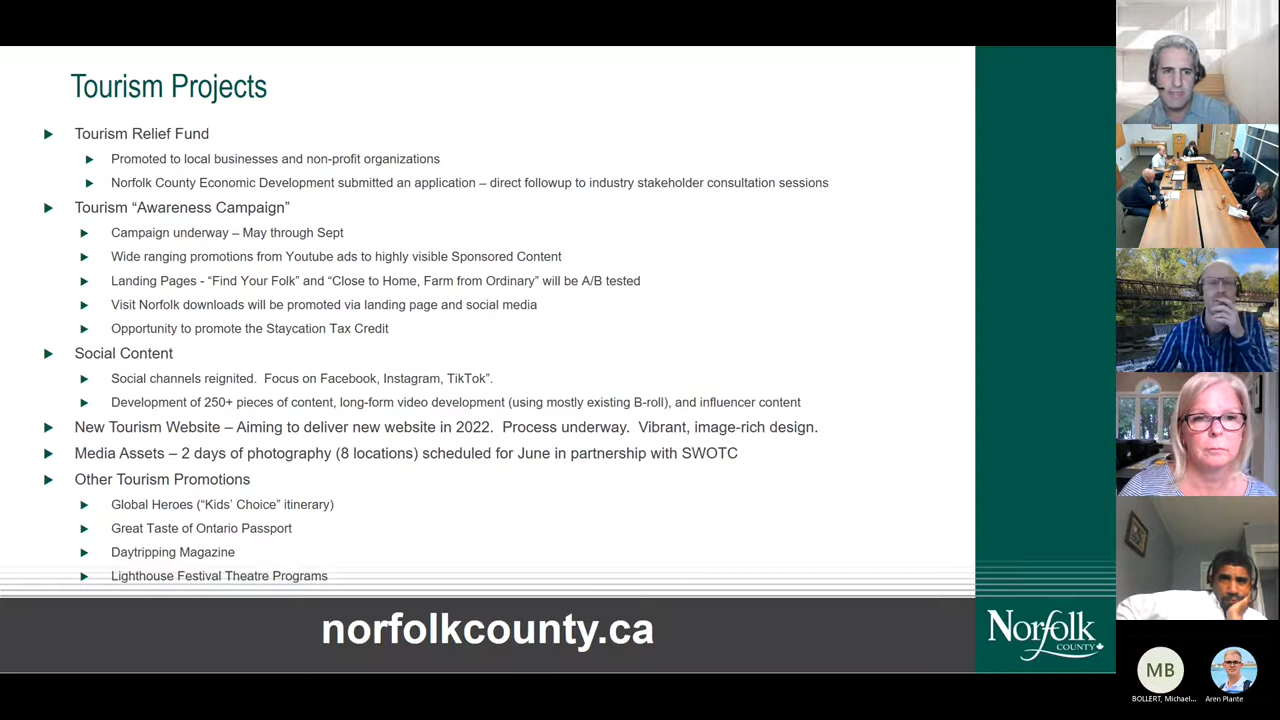 Tourism Projects
Tourism Relief Fund
Promoted to local businesses and non-profit organizations
Norfolk County Economic Development submitted an application – direct followup to industry stakeholder consultation sessions
Tourism “Awareness Campaign”
Campaign underway – May through Sept
Wide ranging promotions from Youtube ads to highly visible Sponsored Content
Landing Pages - “Find Your Folk” and “Close to Home, Farm from Ordinary” will be A/B tested
Visit Norfolk downloads will be promoted via landing page and social media
Opportunity to promote the Staycation Tax Credit
Social Content
Social channels reignited.  Focus on Facebook, Instagram, TikTok”.
Development of 250+ pieces of content, long-form video development (using mostly existing B-roll), and influencer content
New Tourism Website – Aiming to deliver new website in 2022.  Process underway.  Vibrant, image-rich design.
Media Assets – 2 days of photography (8 locations) scheduled for June in partnership with SWOTC
Other Tourism Promotions
Global Heroes (“Kids’ Choice” itinerary)
Great Taste of Ontario Passport
Daytripping Magazine
Lighthouse Festival Theatre Programs
norfolkcounty.ca
Norfolk
COUNTY
MB
BOLLERT, Michael...
Aren Plante